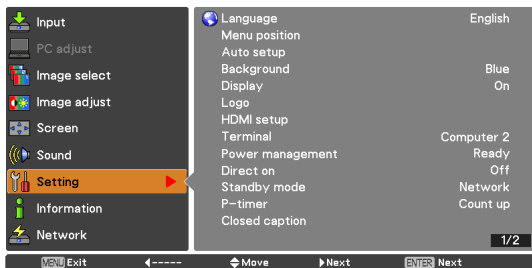 Input
PC adjust
Image select
Image adjust
Screen
Sound
Setting
Information
Network
Language English
Menu position
Auto setup
Background Blue
Display On
Logo
HDMI setup
Terminal Computer 2
Power management Ready
Direct on Off
Standby mode Network
P-timer Count up
Closed caption
1/2
MENU Exit ◀----- Move ▶Next ENTER Next